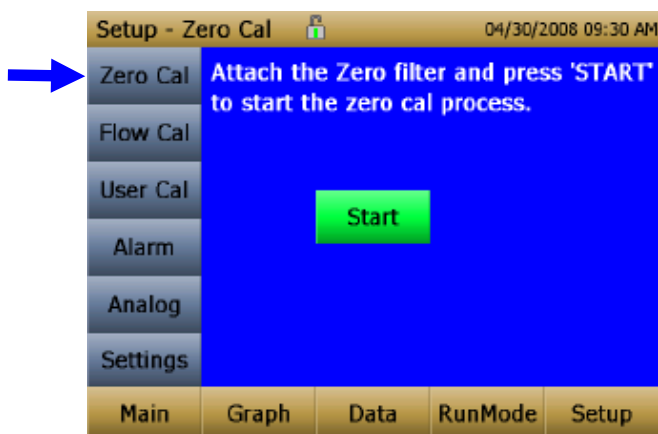 Setup - Zero Cal 04/30/2008 09:30 AM
Zero Cal
Attach the Zero filter and press 'START'
to start the zero cal process.
Flow Cal
User Cal
Start
Alarm
Analog
Settings
Main Graph Data RunMode Setup